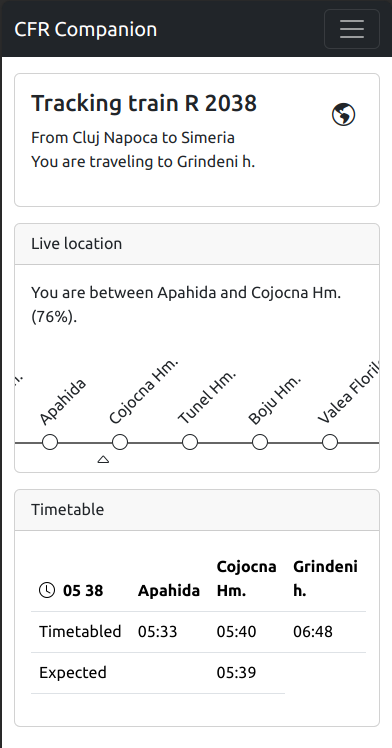 CFR Companion
Tracking train R 2038
From Cluj Napoca to Simeria
You are traveling to Grindeni h.
Live location
You are between Apahida and Cojocna Hm.
(76%).
Apahida
Cojocna Hm.
Tunel Hm.
Boju Hm.
Valea
Timetable
05 38 Apahida Cojocna Hm. Grindeni h.
Timetabled 05:33 05:40 06:48
Expected 05:39